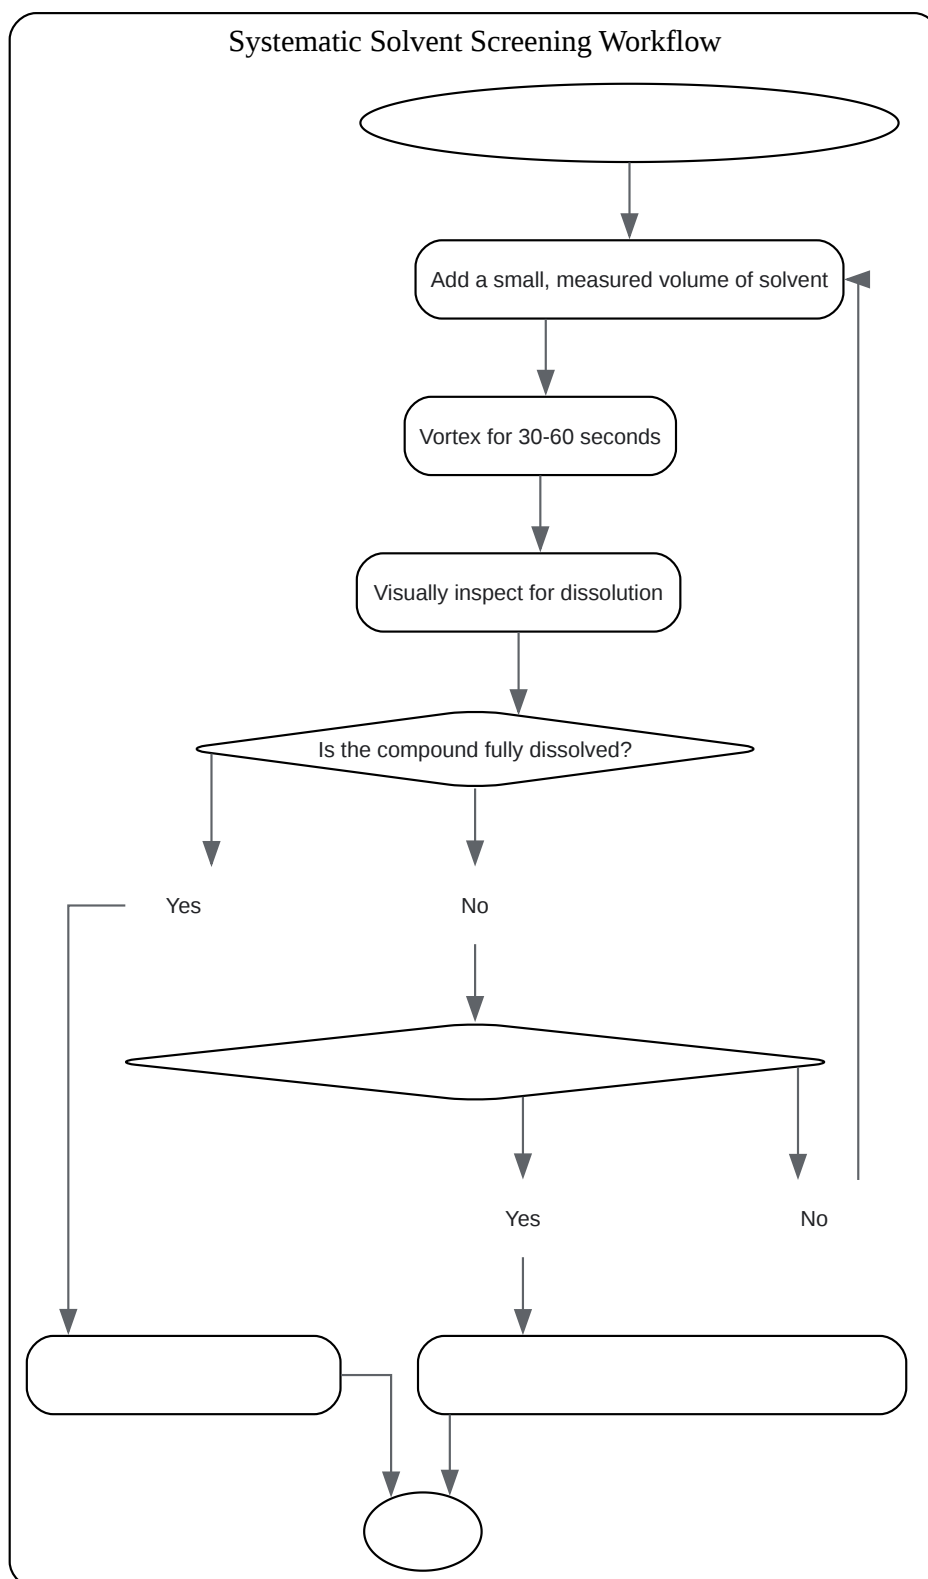 Systematic Solvent Screening Workflow
Add a small, measured volume of solvent
Vortex for 30-60 seconds
Visually inspect for dissolution
Is the compound fully dissolved?
Yes
No
Yes
No